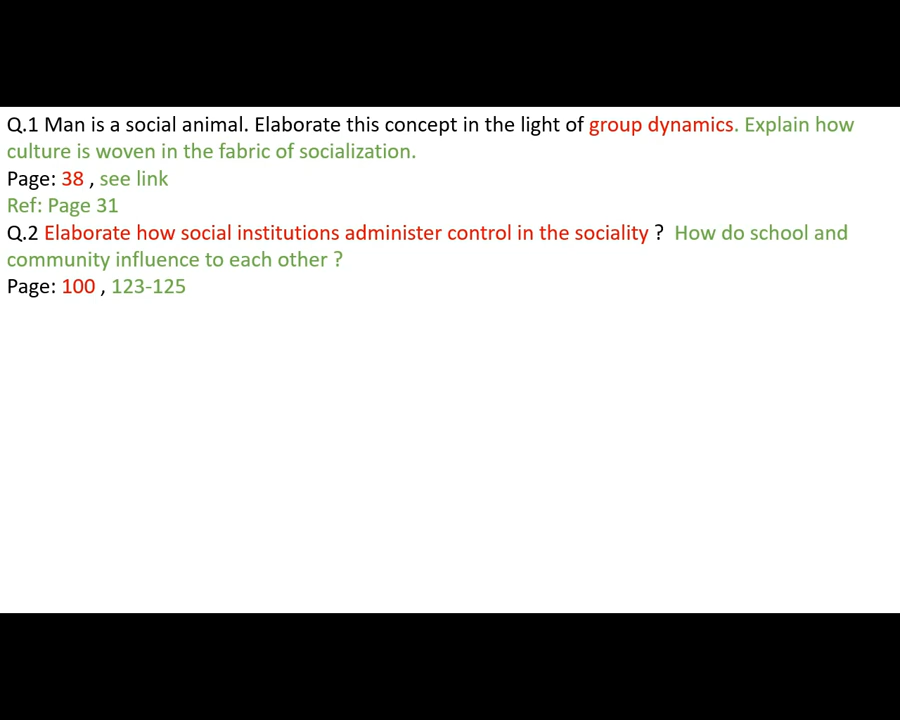 Q.1 Man is a social animal. Elaborate this concept in the light of group dynamics. Explain how
culture is woven in the fabric of socialization.
Page: 38 , see link
Ref: Page 31
Q.2 Elaborate how social institutions administer control in the sociality ?  How do school and
community influence to each other ?
Page: 100 , 123-125